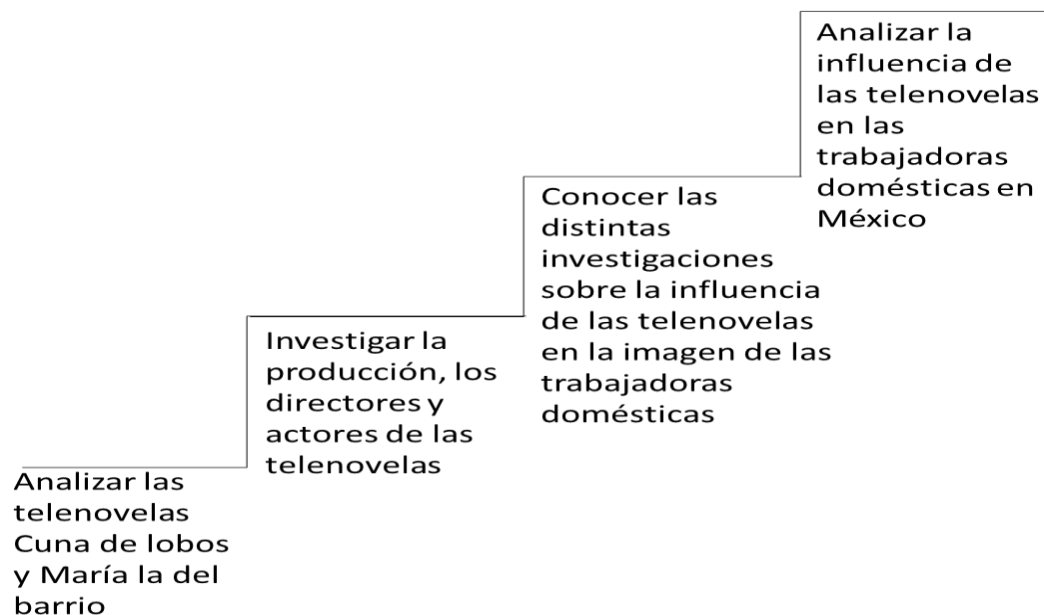 Analizar las
telenovelas
Cuna de lobos
y María la del
barrio
Investigar la
producción, los
directores y
actores de las
telenovelas
Conocer las
distintas
investigaciones
sobre la influencia
de las telenovelas
en la imagen de las
trabajadoras
domésticas
Analizar la
influencia de
las telenovelas
en las
trabajadoras
domésticas en
México